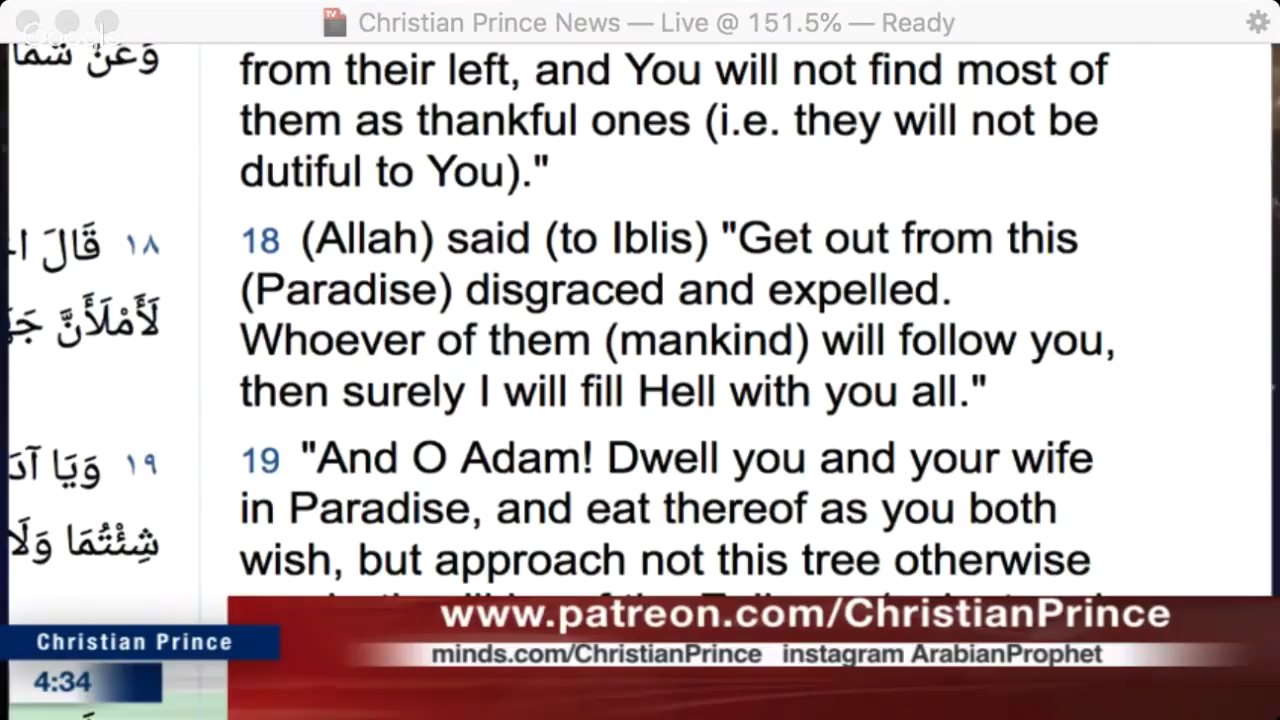 Christian Prince News — Live @ 151.5% — Ready
Google
وَعَنْ شَمَا
from their left, and You will not find most of
them as thankful ones (i.e. they will not be
dutiful to You)."
١٨ قَالَ ا
18 (Allah) said (to Iblis) "Get out from this
(Paradise) disgraced and expelled.
لَأَمْلَأَنَّ جَهَ
Whoever of them (mankind) will follow you,
then surely I will fill Hell with you all."
١٩ وَيَا آدَ
19 "And O Adam! Dwell you and your wife
in Paradise, and eat thereof as you both
شِئْتُمَا وَلَا
wish, but approach not this tree otherwise
www.patreon.com/ChristianPrince
Christian Prince
minds.com/ChristianPrince instagram ArabianProphet
4:34